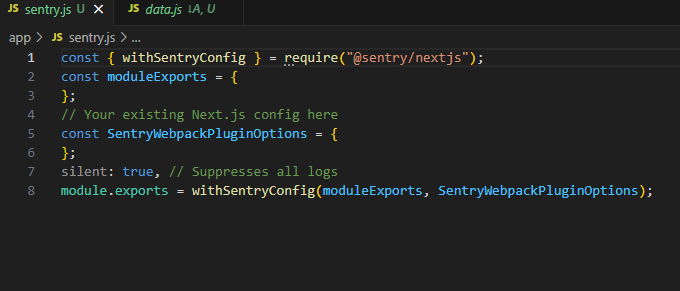 JS sentry.js U ×
JS data.js ↓A, U
app > JS sentry.js > ...
1 const { withSentryConfig } = require("@sentry/nextjs");
2 const moduleExports = {
3 };
4 // Your existing Next.js config here
5 const SentryWebpackPluginOptions = {
6 };
7 silent: true, // Suppresses all logs
8 module.exports = withSentryConfig(moduleExports, SentryWebpackPluginOptions);